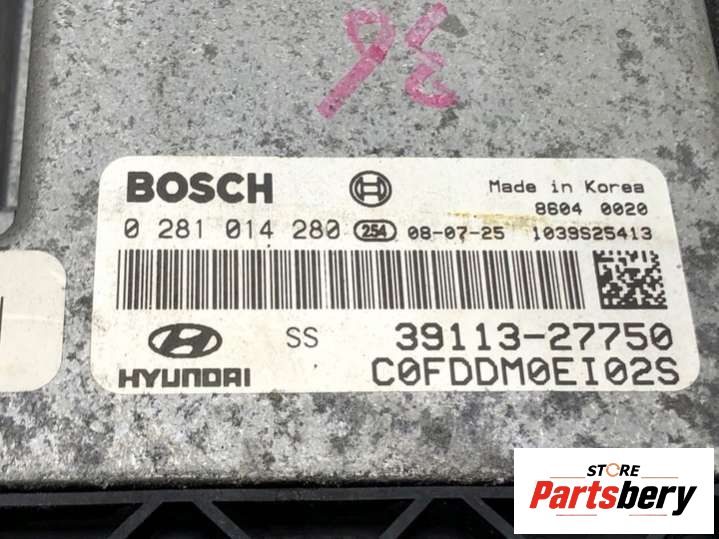 36
BOSCH Made in Korea
8604 0020
0 281 014 280 254 08-07-25 1039S25413
SS 39113-27750
HYUNDAI C0FDDM0EI02S
STORE
Partsbery